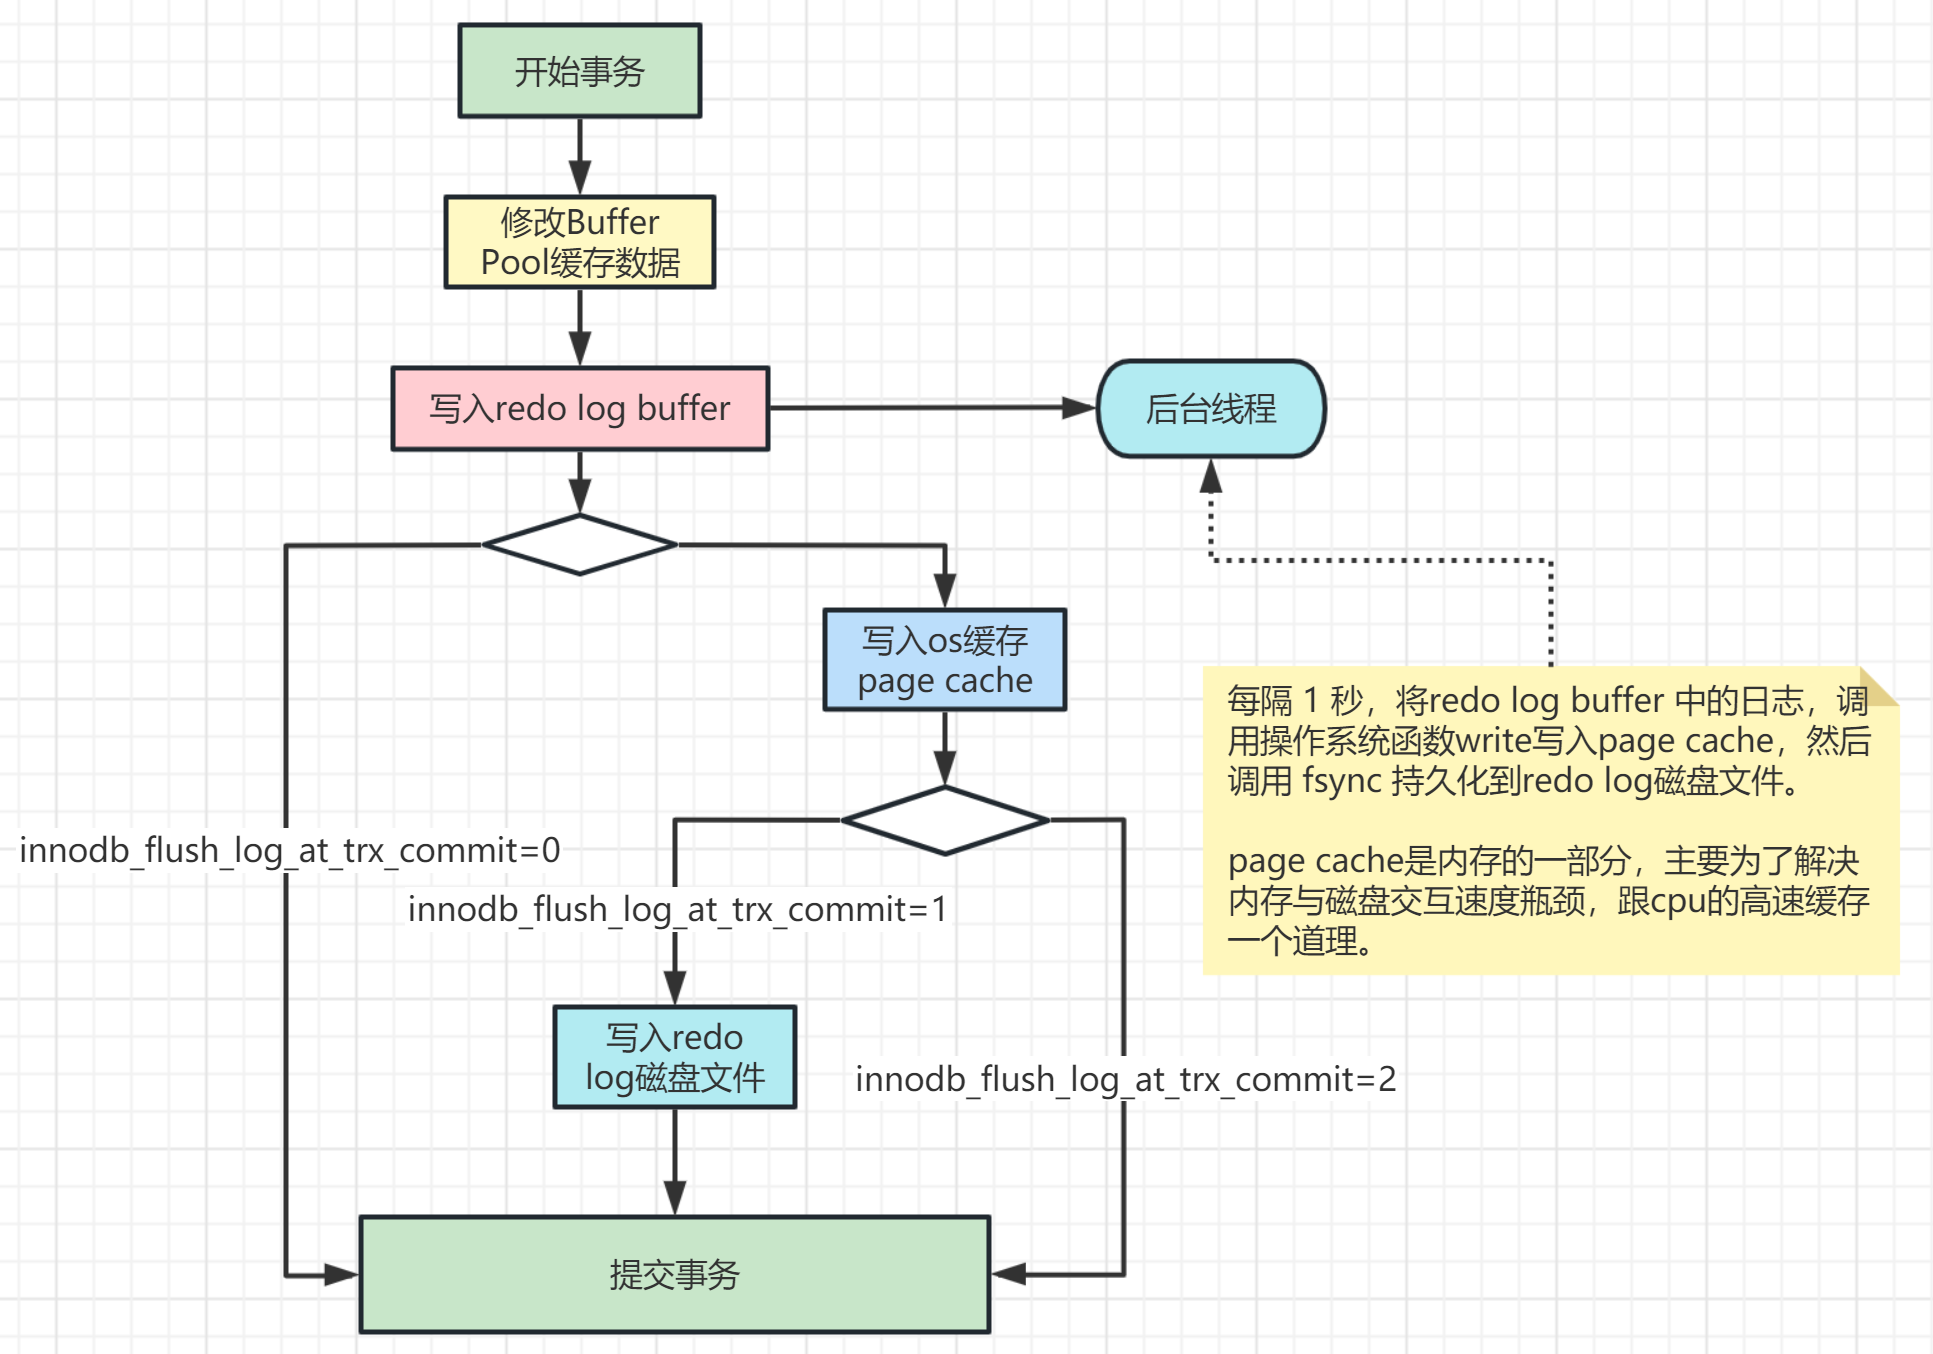 开始事务
修改Buffer
Pool缓存数据
写入redo log buffer
后台线程
写入os缓存
page cache
每隔 1 秒，将redo log buffer 中的日志，调
用操作系统函数write写入page cache，然后
调用 fsync 持久化到redo log磁盘文件。
page cache是内存的一部分，主要为了解决
内存与磁盘交互速度瓶颈，跟cpu的高速缓存
一个道理。
innodb_flush_log_at_trx_commit=0
innodb_flush_log_at_trx_commit=1
写入redo
log磁盘文件
innodb_flush_log_at_trx_commit=2
提交事务